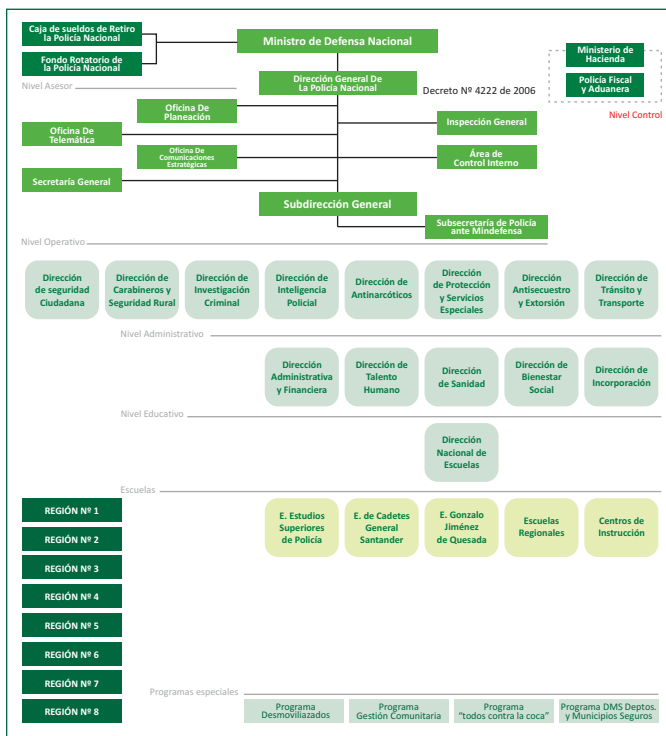 Caja de sueldos de Retiro
la Policía Nacional
Fondo Rotatorio de
la Policía Nacional
Ministro de Defensa Nacional
Dirección General De
La Policía Nacional
Decreto Nº 4222 de 2006
Ministerio de
Hacienda
Policía Fiscal
y Aduanera
Nivel Control
Nivel Asesor
Oficina De
Planeación
Oficina De
Telemática
Oficina De
Comunicaciones
Estratégicas
Secretaría General
Inspección General
Área de
Control Interno
Subdirección General
Subsecretaría de Policía
ante Mindefensa
Nivel Operativo
Dirección
de seguridad
Ciudadana
Dirección de
Carabineros y
Seguridad Rural
Dirección de
Investigación
Criminal
Dirección de
Inteligencia
Policial
Dirección de
Antinarcóticos
Dirección
de Protección
y Servicios
Especiales
Dirección
Antisecuestro
y Extorsión
Dirección de
Tránsito y
Transporte
Nivel Administrativo
Dirección
Administrativa
y Financiera
Dirección de
Talento
Humano
Dirección
de Sanidad
Dirección de
Bienestar
Social
Dirección de
Incorporación
Nivel Educativo
Dirección
Nacional de
Escuelas
Escuelas
E. Estudios
Superiores
de Policía
E. de Cadetes
General
Santander
E. Gonzalo
Jiménez
de Quesada
Escuelas
Regionales
Centros de
Instrucción
REGIÓN Nº 1
REGIÓN Nº 2
REGIÓN Nº 3
REGIÓN Nº 4
REGIÓN Nº 5
REGIÓN Nº 6
REGIÓN Nº 7
REGIÓN Nº 8
Programas especiales
Programa
Desmoviliazados
Programa
Gestión Comunitaria
Programa
"todos contra la coca"
Programa DMS Deptos.
y Municipios Seguros